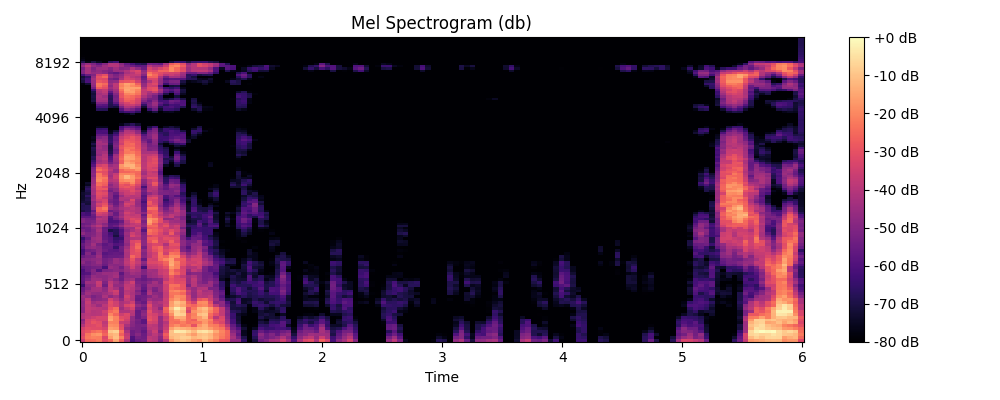 Mel Spectrogram (db)
Hz
8192
4096
2048
1024
512
0
0 1 2 3 4 5 6
Time
+0 dB
-10 dB
-20 dB
-30 dB
-40 dB
-50 dB
-60 dB
-70 dB
-80 dB